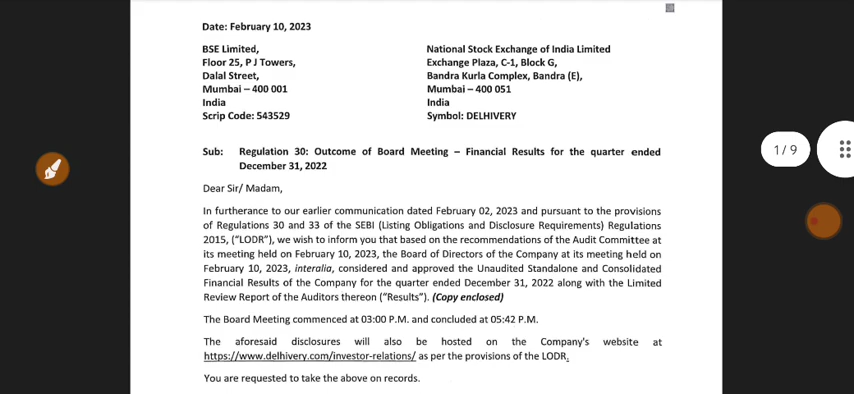 Date: February 10, 2023
BSE Limited,
Floor 25, P J Towers,
Dalal Street,
Mumbai – 400 001
India
Scrip Code: 543529
National Stock Exchange of India Limited
Exchange Plaza, C-1, Block G,
Bandra Kurla Complex, Bandra (E),
Mumbai – 400 051
India
Symbol: DELHIVERY
Sub: Regulation 30: Outcome of Board Meeting – Financial Results for the quarter ended
December 31, 2022
Dear Sir/ Madam,
In furtherance to our earlier communication dated February 02, 2023 and pursuant to the provisions
of Regulations 30 and 33 of the SEBI (Listing Obligations and Disclosure Requirements) Regulations
2015, ("LODR"), we wish to inform you that based on the recommendations of the Audit Committee at
its meeting held on February 10, 2023, the Board of Directors of the Company at its meeting held on
February 10, 2023, interalia, considered and approved the Unaudited Standalone and Consolidated
Financial Results of the Company for the quarter ended December 31, 2022 along with the Limited
Review Report of the Auditors thereon ("Results"). (Copy enclosed)
The Board Meeting commenced at 03:00 P.M. and concluded at 05:42 P.M.
The aforesaid disclosures will also be hosted on the Company's website at
https://www.delhivery.com/investor-relations/ as per the provisions of the LODR.
You are requested to take the above on records.
1 / 9